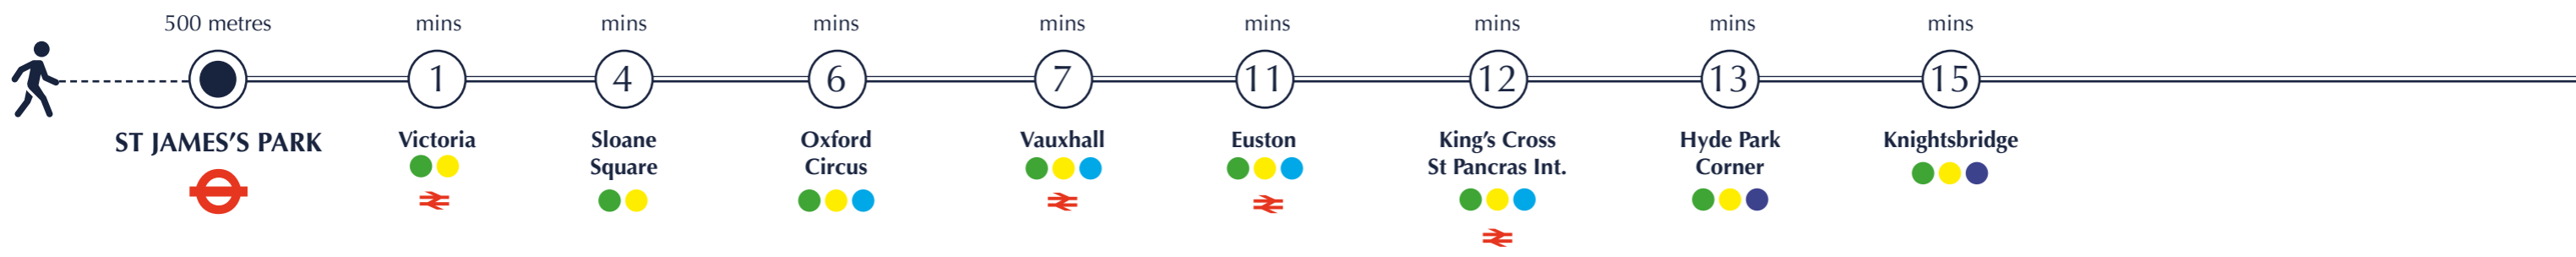 500 metres
mins
mins
mins
mins
mins
mins
mins
mins
1
4
6
7
11
12
13
15
ST JAMES'S PARK
Victoria
Sloane
Square
Oxford
Circus
Vauxhall
Euston
King's Cross
St Pancras Int.
Hyde Park
Corner
Knightsbridge